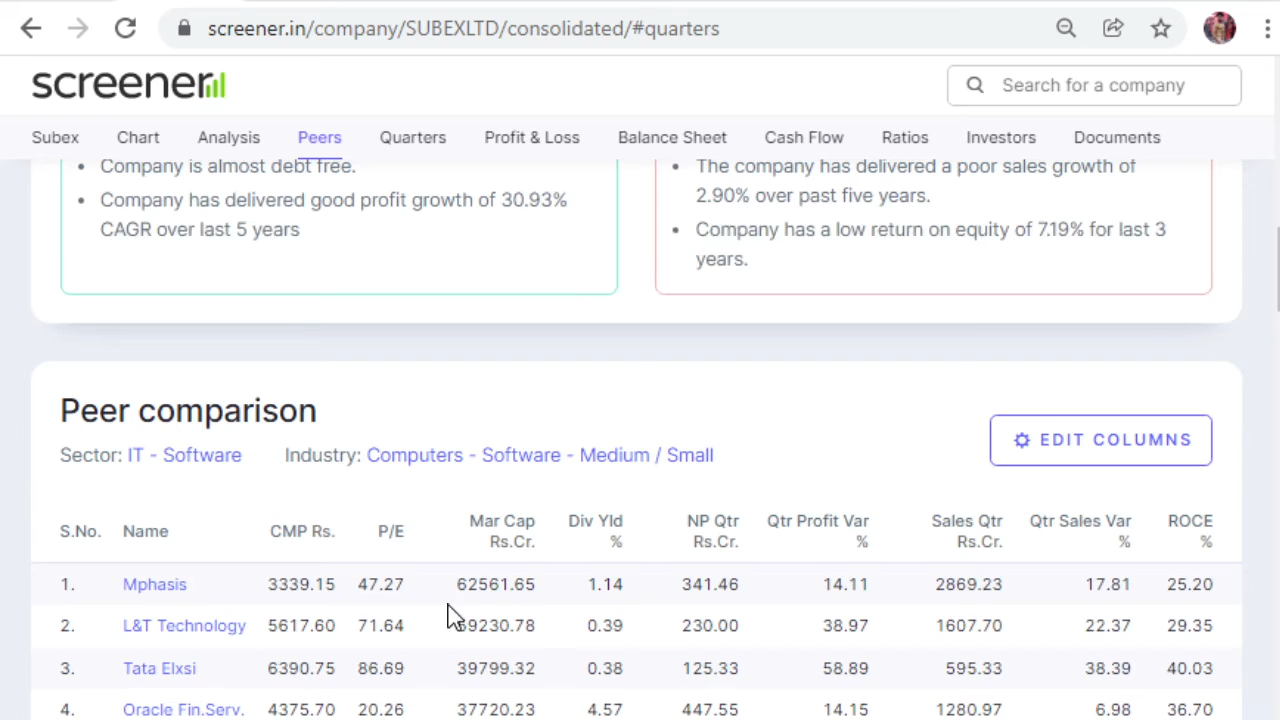 screener.in/company/SUBEXLTD/consolidated/#quarters
screener
Search for a company
Subex Chart Analysis Peers Quarters Profit & Loss Balance Sheet Cash Flow Ratios Investors Documents
Company is almost debt free.
Company has delivered good profit growth of 30.93%
CAGR over last 5 years
The company has delivered a poor sales growth of
2.90% over past five years.
Company has a low return on equity of 7.19% for last 3
years.
Peer comparison
Sector: IT - Software Industry: Computers - Software - Medium / Small
EDIT COLUMNS
S.No. Name CMP Rs. P/E Mar Cap Rs.Cr. Div Yld % NP Qtr Rs.Cr. Qtr Profit Var % Sales Qtr Rs.Cr. Qtr Sales Var % ROCE %
1. Mphasis 3339.15 47.27 62561.65 1.14 341.46 14.11 2869.23 17.81 25.20
2. L&T Technology 5617.60 71.64 59230.78 0.39 230.00 38.97 1607.70 22.37 29.35
3. Tata Elxsi 6390.75 86.69 39799.32 0.38 125.33 58.89 595.33 38.39 40.03
4. Oracle Fin.Serv. 4375.70 20.26 37720.23 4.57 447.55 14.15 1280.97 6.98 36.70